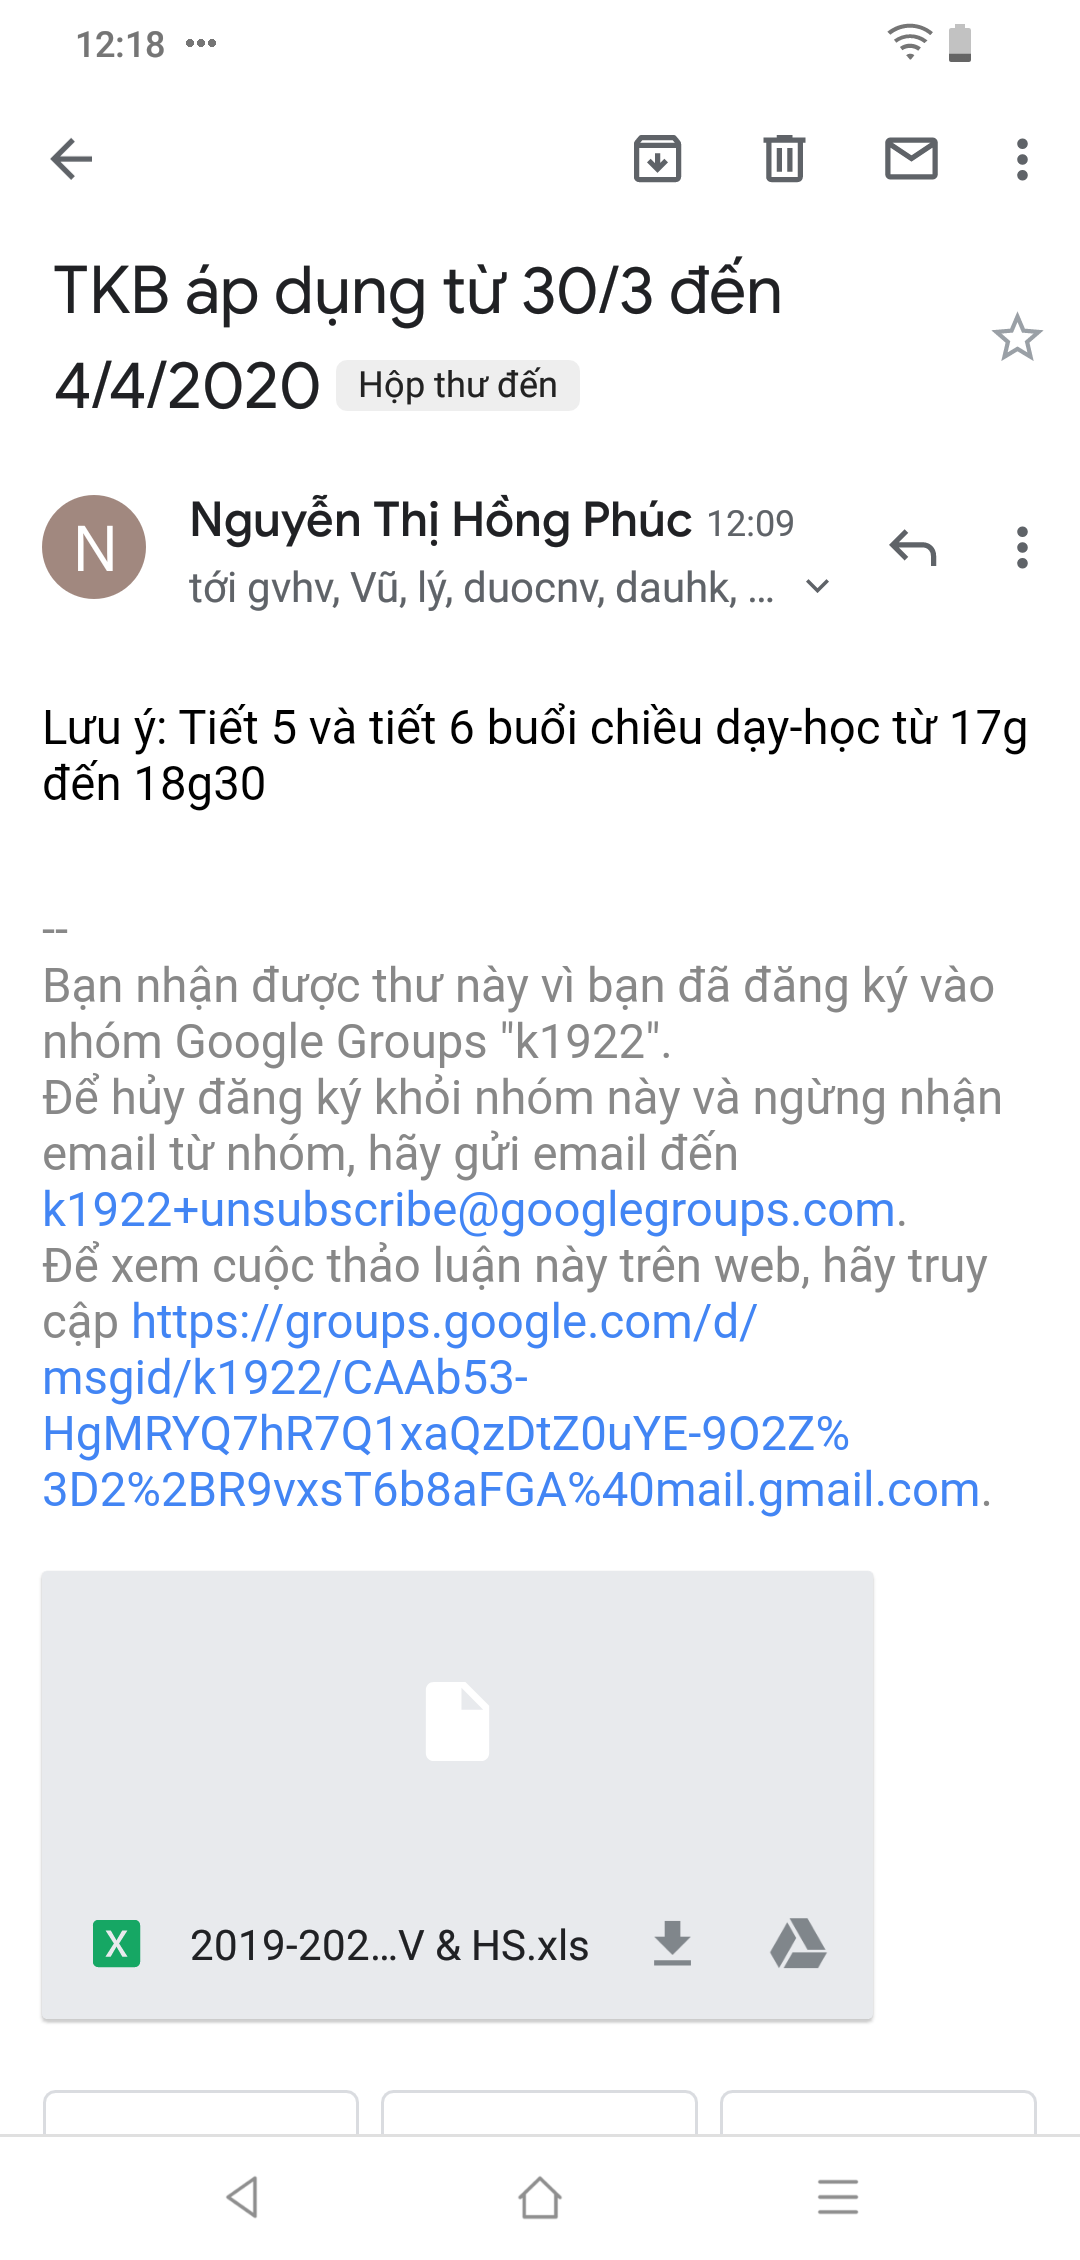 12:18
TKB áp dụng từ 30/3 đến
4/4/2020 Hộp thư đến
N
Nguyễn Thị Hồng Phúc 12:09
tới gvhv, Vũ, lý, duocnv, dauhk, ...
Lưu ý: Tiết 5 và tiết 6 buổi chiều dạy-học từ 17g
đến 18g30
--
Bạn nhận được thư này vì bạn đã đăng ký vào
nhóm Google Groups "k1922".
Để hủy đăng ký khỏi nhóm này và ngừng nhận
email từ nhóm, hãy gửi email đến
k1922+unsubscribe@googlegroups.com.
Để xem cuộc thảo luận này trên web, hãy truy
cập https://groups.google.com/d/
msgid/k1922/CAAb53-
HgMRYQ7hR7Q1xaQzDtZ0uYE-9O2Z%
3D2%2BR9vxsT6b8aFGA%40mail.gmail.com.
X 2019-202...V & HS.xls